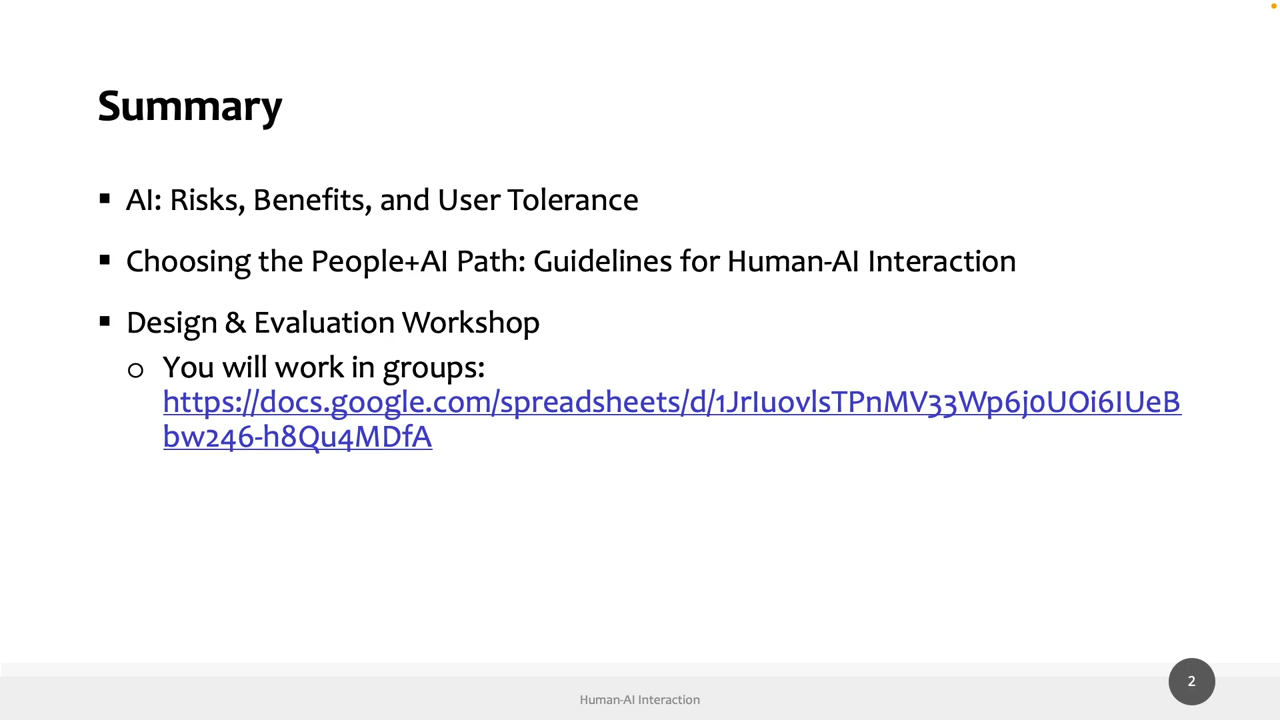 Summary
▪ AI: Risks, Benefits, and User Tolerance
▪ Choosing the People+AI Path: Guidelines for Human-AI Interaction
▪ Design & Evaluation Workshop
o You will work in groups:
https://docs.google.com/spreadsheets/d/1JrIuovlsTPnMV33Wp6j0UOi6IUeB
bw246-h8Qu4MDfA
2
Human-AI Interaction